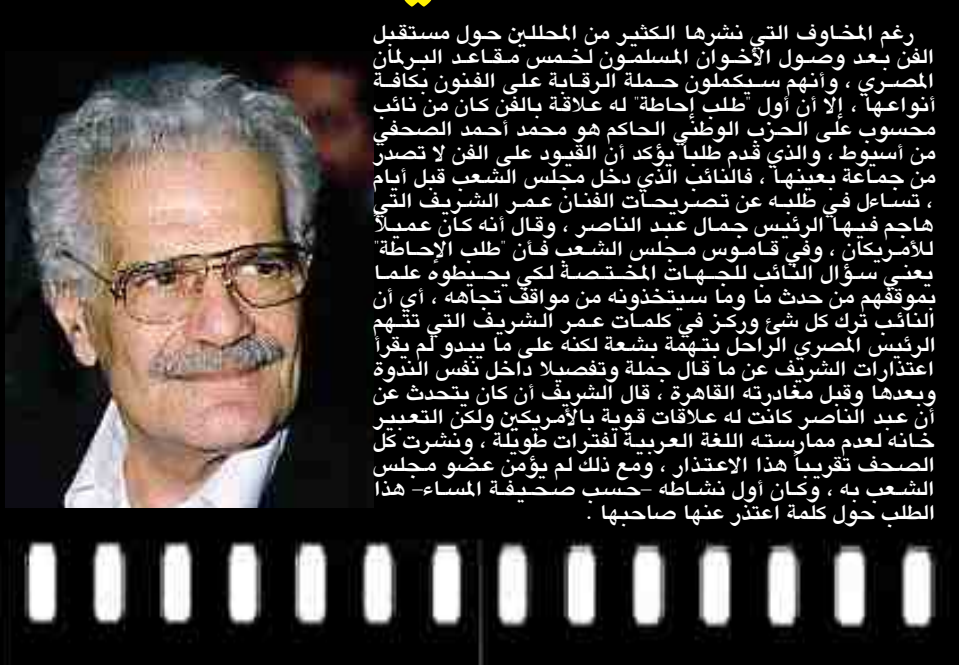 رغم المخاوف التي نشرها الكثير من المحللين حول مستقبل
الفن بعد وصول الأخوان المسلمون لخمس مقاعد البرلمان
المصري ، وأنهم سيكملون حملة الرقابة على الفنون بكافة
أنواعها ، إلا أن أول "طلب إحاطة" له علاقة بالفن كان من نائب
محسوب على الحزب الوطني الحاكم هو محمد أحمد الصحفي
من أسيوط ، والذي قدم طلباً يؤكد أن القيود على الفن لا تصدر
من جماعة بعينها ، فالنائب الذي دخل مجلس الشعب قبل أيام
، تساءل في طلبه عن تصريحات الفنان عمر الشريف التي
هاجم فيها الرئيس جمال عبد الناصر ، وقال أنه كان عميلاً
للأمريكان ، وفي قاموس مجلس الشعب فأن "طلب الإحاطة"
يعني سؤال النائب للجهات المختصة لكي يحيطوه علما
بموقفهم من حدث ما وما سيتخذونه من مواقف تجاهه ، أي أن
النائب ترك كل شئ وركز في كلمات عمر الشريف التي تتهم
الرئيس المصري الراحل بتهمة بشعة لكنه على ما يبدو لم يقرأ
اعتذارات الشريف عن ما قال جملة وتفصيلا داخل نفس الندوة
وبعدها وقبل مغادرته القاهرة ، قال الشريف أن كان يتحدث عن
أن عبد الناصر كانت له علاقات قوية بالأمريكين ولكن التعبير
خانه لعدم ممارسته اللغة العربية لفترات طويلة ، ونشرت كل
الصحف تقريباً هذا الاعتذار ، ومع ذلك لم يؤمن عضو مجلس
الشعب به ، وكان أول نشاطه –حسب صحيفة المساء– هذا
الطلب حول كلمة اعتذر عنها صاحبها .